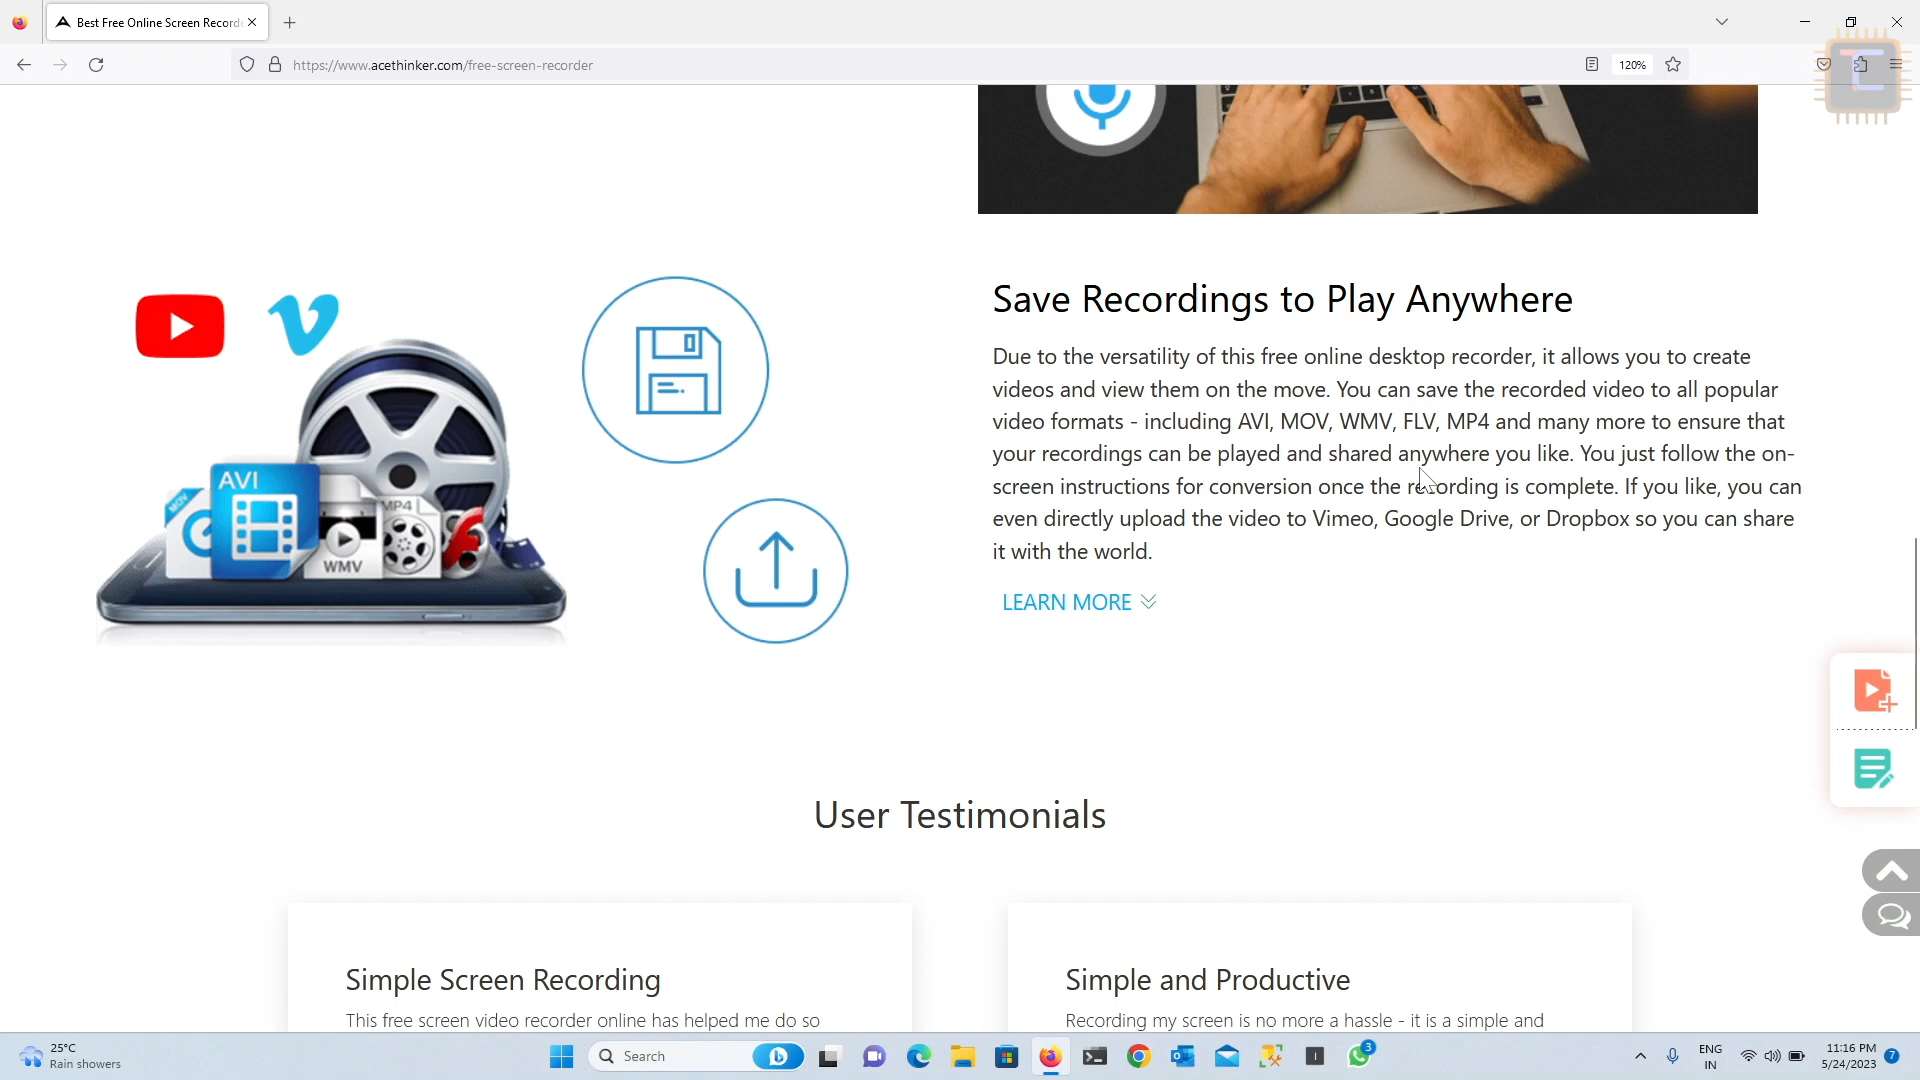 Best Free Online Screen Record
https://www.acethinker.com/free-screen-recorder
120%
Save Recordings to Play Anywhere
Due to the versatility of this free online desktop recorder, it allows you to create
videos and view them on the move. You can save the recorded video to all popular
video formats - including AVI, MOV, WMV, FLV, MP4 and many more to ensure that
your recordings can be played and shared anywhere you like. You just follow the on-
screen instructions for conversion once the recording is complete. If you like, you can
even directly upload the video to Vimeo, Google Drive, or Dropbox so you can share
it with the world.
LEARN MORE
MOV
AVI
WMV
MP4
User Testimonials
Simple Screen Recording
This free screen video recorder online has helped me do so
Simple and Productive
Recording my screen is no more a hassle - it is a simple and
25°C
Rain showers
Search
3
ENG
IN
11:16 PM
5/24/2023
7